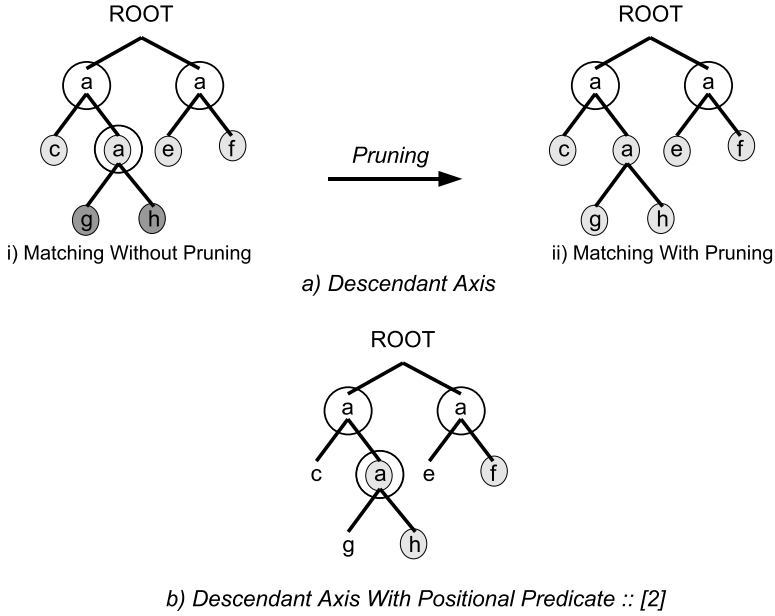 ROOT ROOT
a a a a
c a e f c a e f
Pruning
g h g h
i) Matching Without Pruning ii) Matching With Pruning
a) Descendant Axis
ROOT
a a
c a e f
g h
b) Descendant Axis With Positional Predicate :: [2]